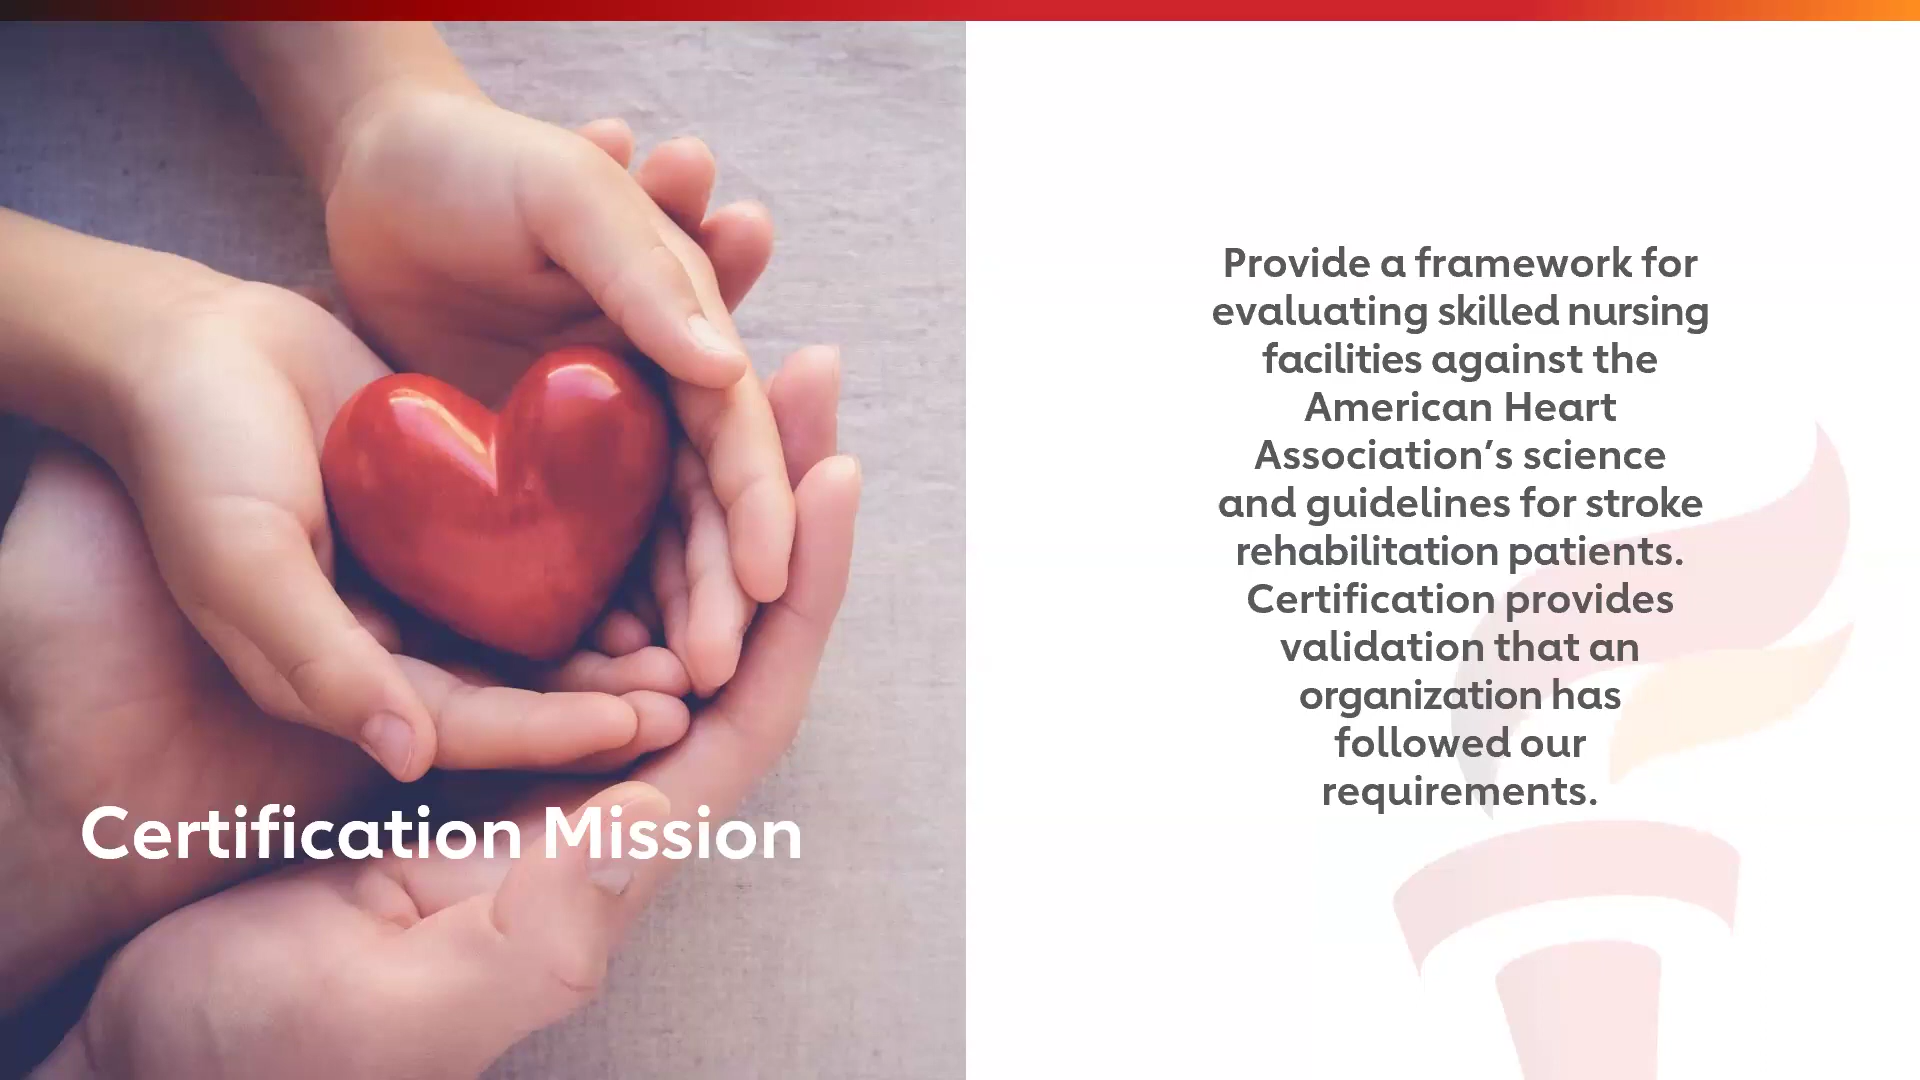 Certification Mission
Provide a framework for
evaluating skilled nursing
facilities against the
American Heart
Association’s science
and guidelines for stroke
rehabilitation patients.
Certification provides
validation that an
organization has
followed our
requirements.